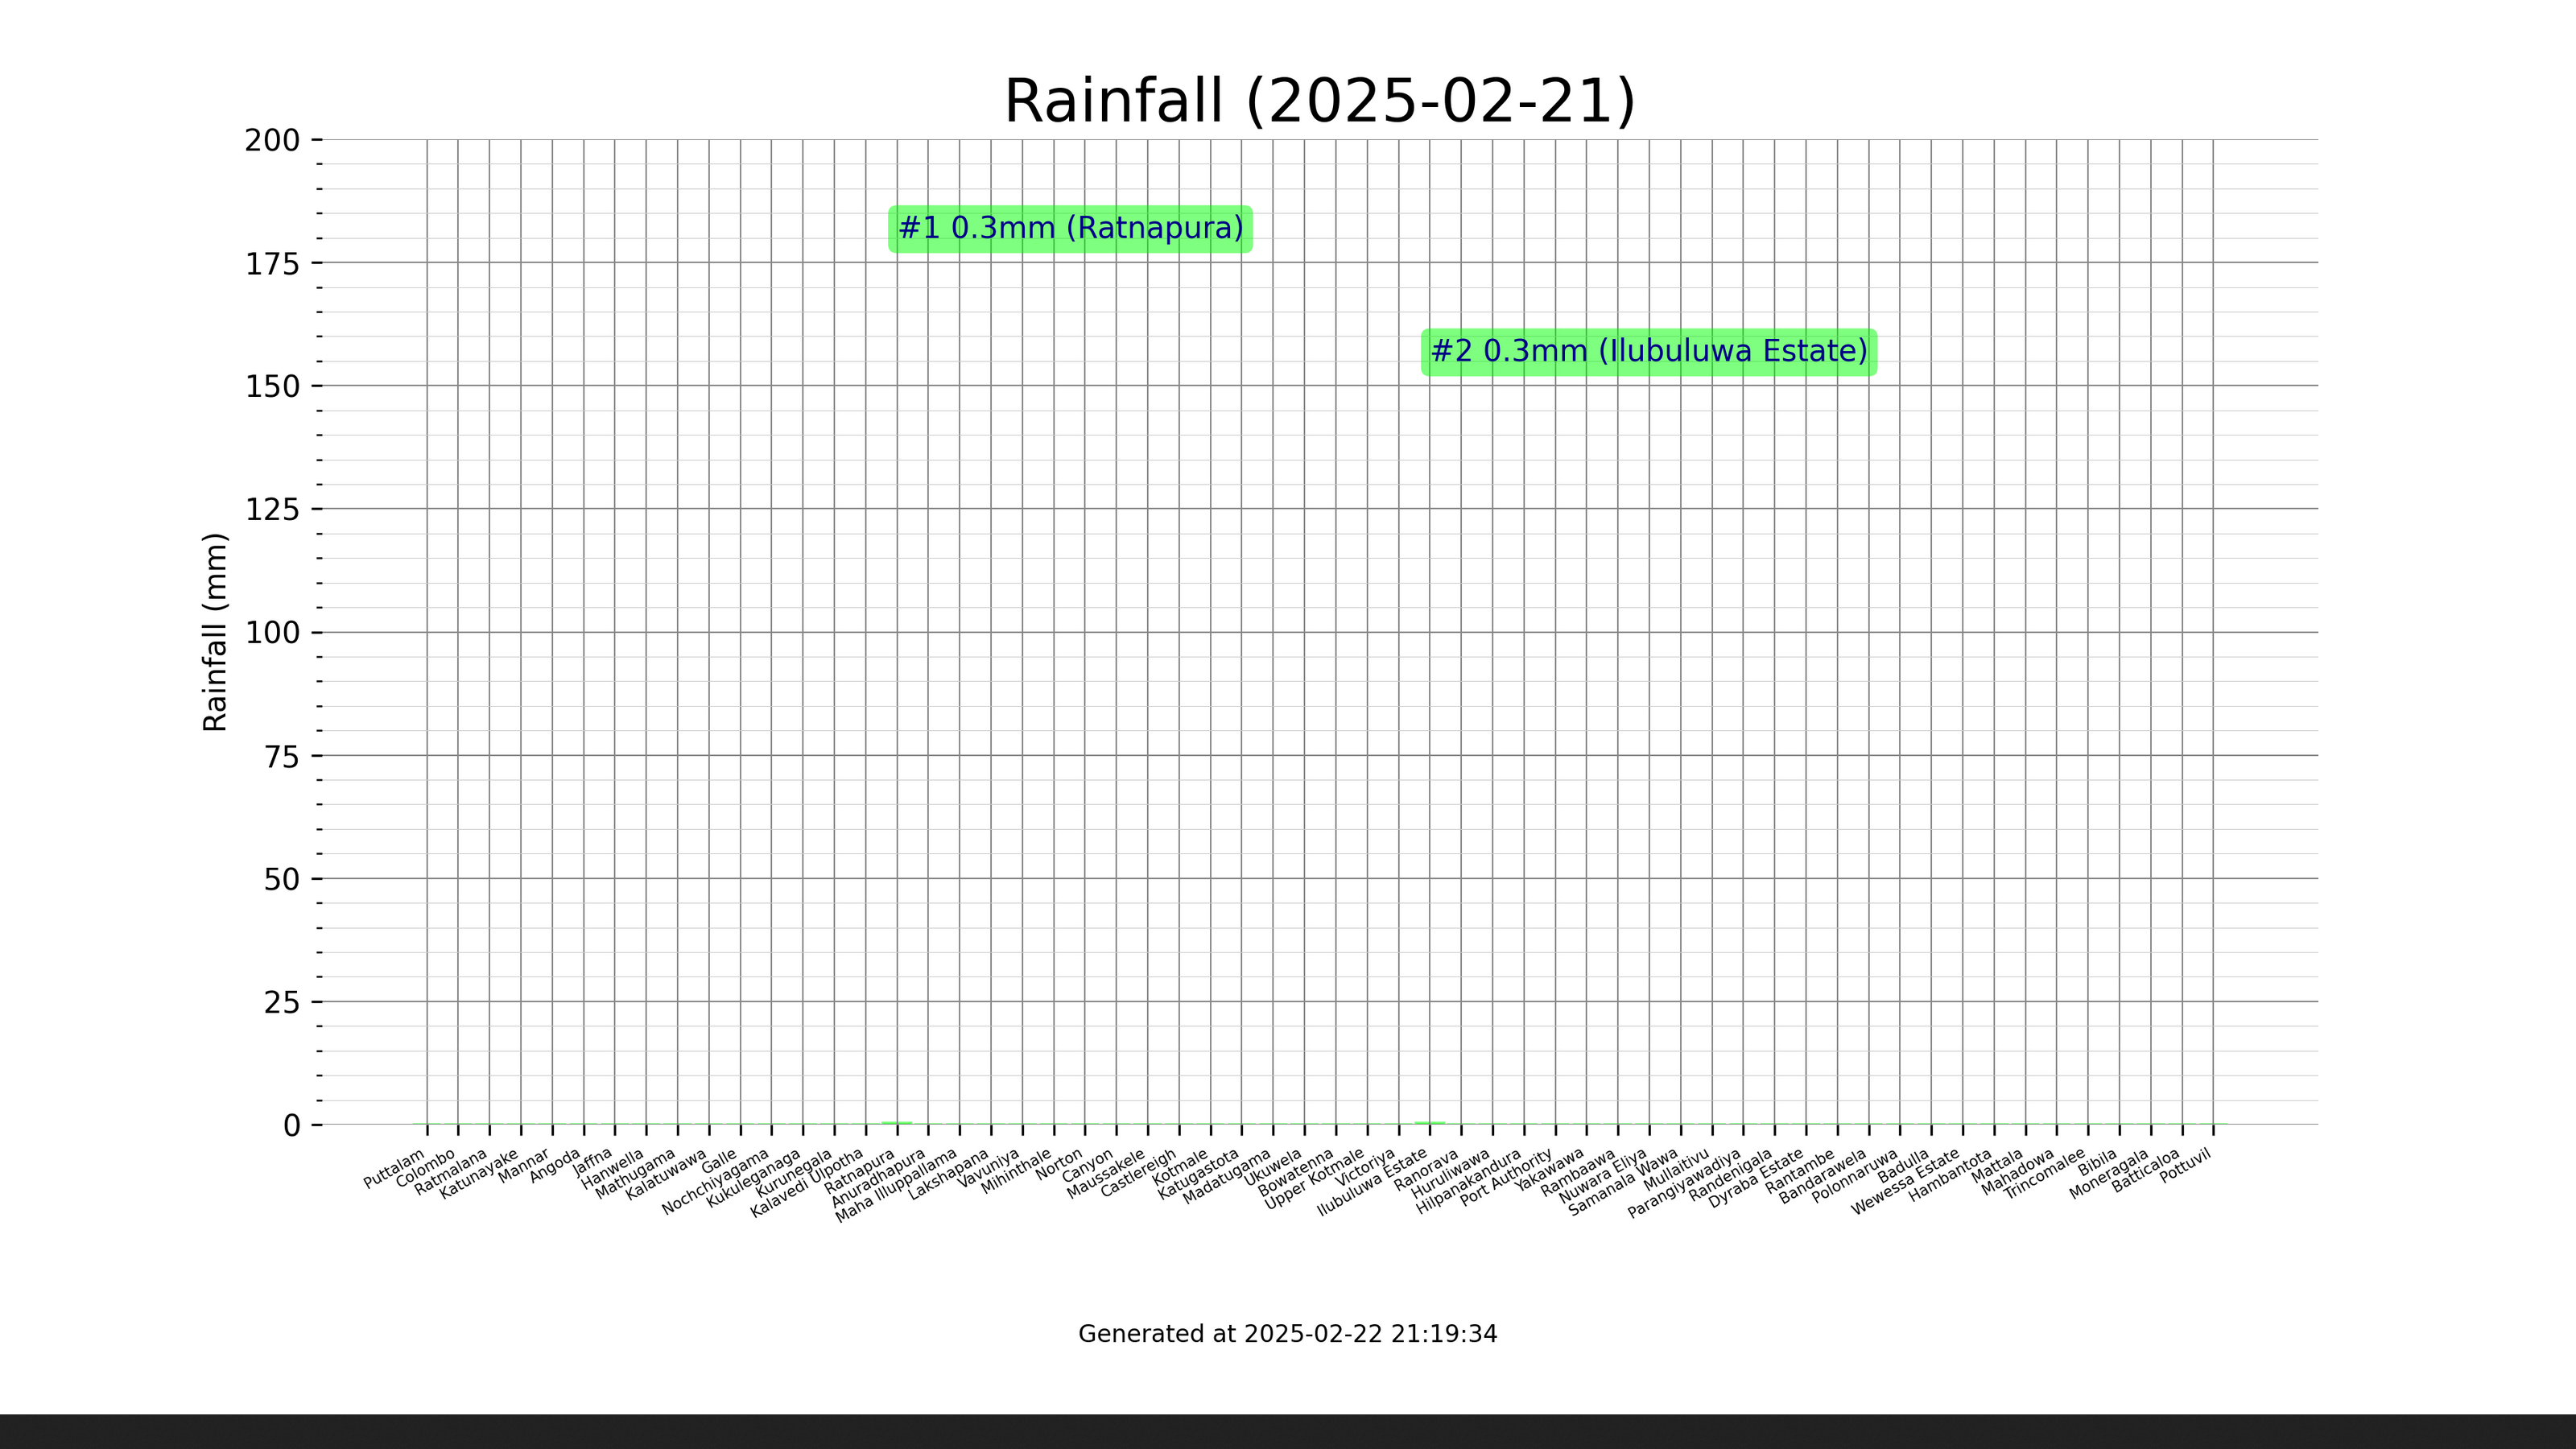 Rainfall (2025-02-21)
200
175
150
125
100
75
50
25
0
Rainfall (mm)
#1 0.3mm (Ratnapura)
#2 0.3mm (Ilubuluwa Estate)
Puttalam
Colombo
Ratmalana
Katunayake
Mannar
Angoda
Jaffna
Hanwella
Mathugama
Kalatuwawa
Galle
Nochchiyagama
Kukuleganaga
Kurunegala
Kalavedi Ulpotha
Ratnapura
Anuradhapura
Maha Illuppallama
Lakshapana
Vavuniya
Mihinthale
Norton
Canyon
Maussakele
Castlereigh
Kotmale
Katugastota
Madatugama
Ukuwela
Bowatenna
Upper Kotmale
Victoriya
Ilubuluwa Estate
Ranorava
Huruliwawa
Hilpanakandura
Port Authority
Yakawawa
Rambaawa
Nuwara Eliya
Samanala Wawa
Mullaitivu
Parangiyawadiya
Randenigala
Dyraba Estate
Rantambe
Bandarawela
Polonnaruwa
Badulla
Wewessa Estate
Hambantota
Mattala
Mahadowa
Trincomalee
Bibila
Moneragala
Batticaloa
Pottuvil
Generated at 2025-02-22 21:19:34